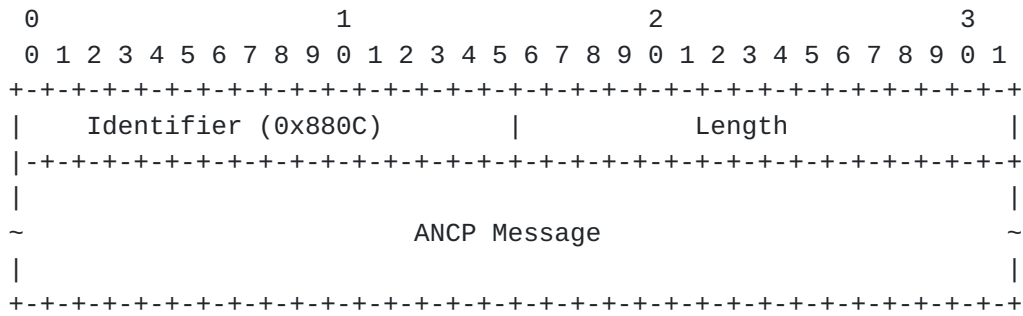 0                   1                   2                   3
 0 1 2 3 4 5 6 7 8 9 0 1 2 3 4 5 6 7 8 9 0 1 2 3 4 5 6 7 8 9 0 1
+-+-+-+-+-+-+-+-+-+-+-+-+-+-+-+-+-+-+-+-+-+-+-+-+-+-+-+-+-+-+-+-+
|    Identifier (0x880C)        |           Length              |
|-+-+-+-+-+-+-+-+-+-+-+-+-+-+-+-+-+-+-+-+-+-+-+-+-+-+-+-+-+-+-+-+
|                                                               |
~                         ANCP Message                          ~
|                                                               |
+-+-+-+-+-+-+-+-+-+-+-+-+-+-+-+-+-+-+-+-+-+-+-+-+-+-+-+-+-+-+-+-+